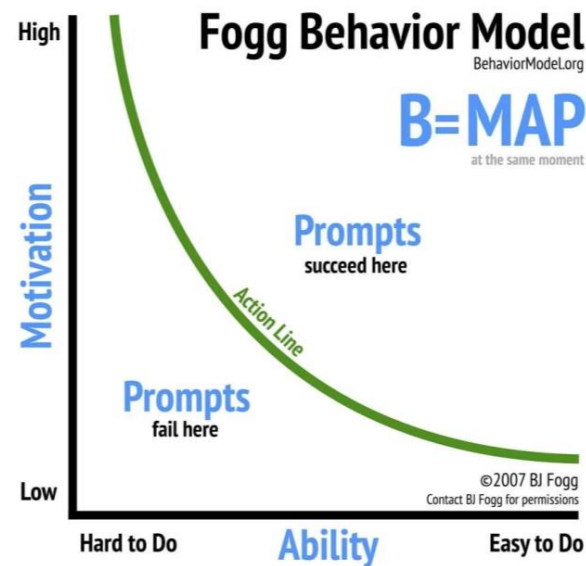 High
Fogg Behavior Model
BehaviorModel.org
B=MAP
at the same moment
Motivation
Prompts
succeed here
Action Line
Prompts
fail here
©2007 BJ Fogg
Contact BJ Fogg for permissions
Low
Hard to Do
Ability
Easy to Do